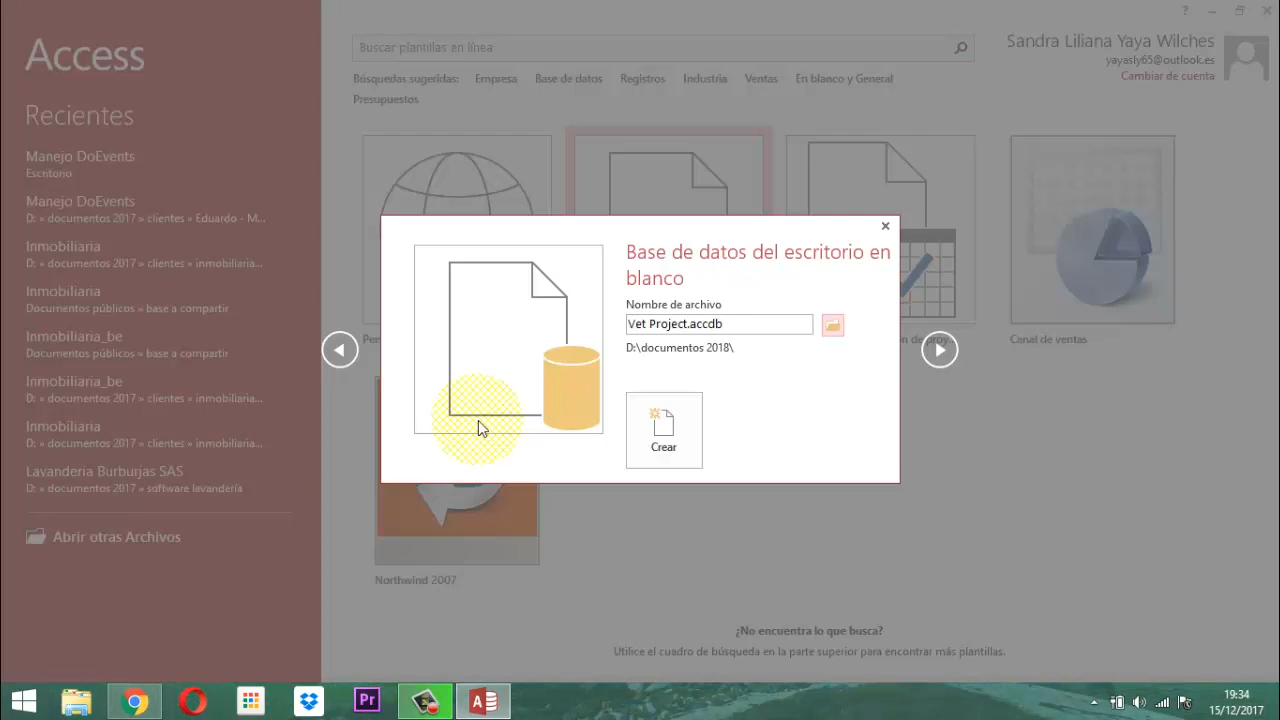 ?
Access
Buscar plantillas en línea
Sandra Liliana Yaya Wilches
yayasly65@outlook.es
Cambiar de cuenta
Búsquedas sugeridas: Empresa Base de datos Registros Industria Ventas En blanco y General
Presupuestos
Recientes
Manejo DoEvents
Escritorio
Manejo DoEvents
D: » documentos 2017 » clientes » Eduardo - M...
Inmobiliaria
D: » documentos 2017 » clientes » inmobiliaria...
Inmobiliaria
Documentos públicos » base a compartir
Inmobiliaria_be
Documentos públicos » base a compartir
Inmobiliaria_be
D: » documentos 2017 » clientes » inmobiliaria...
Inmobiliaria
D: » documentos 2017 » clientes » inmobiliaria...
Lavanderia Burburjas SAS
D: » documentos 2017 » software lavandería
Abrir otras Archivos
Base de datos del escritorio en
blanco
Nombre de archivo
Vet Project.accdb
D:\documentos 2018\
Crear
Canal de ventas
Northwind 2007
¿No encuentra lo que busca?
Utilice el cuadro de búsqueda en la parte superior para encontrar más plantillas.
Pr
A
19:34
15/12/2017